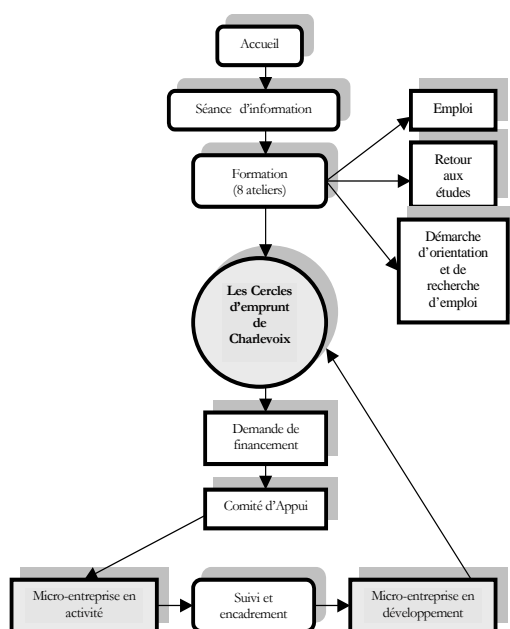 Accueil
Séance d'information
Emploi
Formation
(8 ateliers)
Retour
aux
études
Démarche
d'orientation
et de
recherche
d'emploi
Les Cercles
d'emprunt
de
Charlevoix
Demande de
financement
Comité d'Appui
Micro-entreprise en
activité
Suivi et
encadrement
Micro-entreprise en
développement